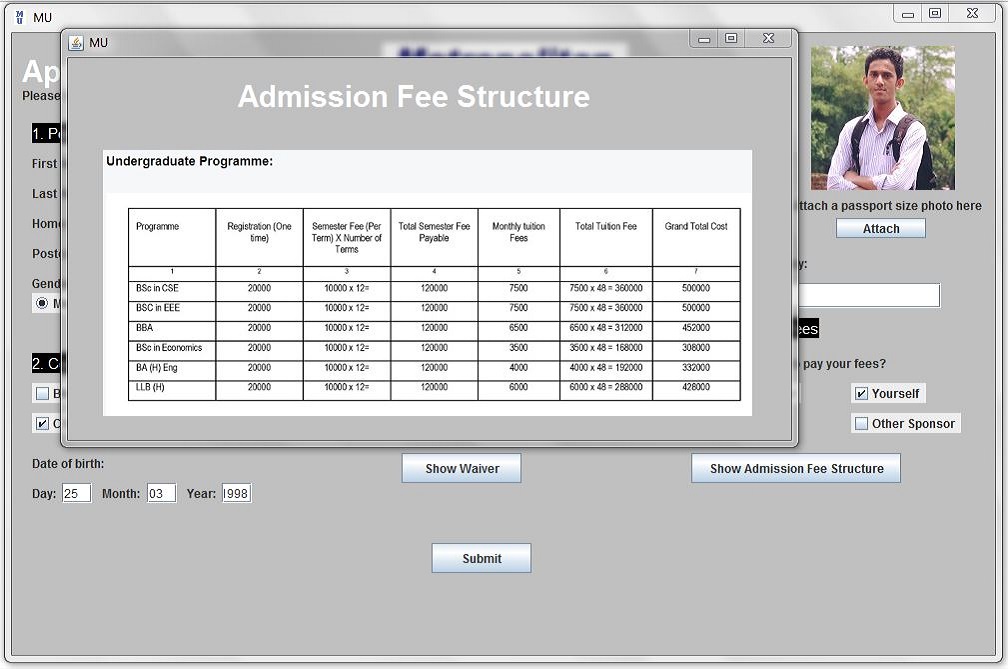 MU
MU
Admission Fee Structure
Undergraduate Programme:
Programme Registration (One time) Semester Fee (Per Term) X Number of Terms Total Semester Fee Payable Monthly tuition Fees Total Tuition Fee Grand Total Cost
1 2 3 4 5 6 7
BSc in CSE 20000 10000 x 12= 120000 7500 7500 x 48 = 360000 500000
BSC in EEE 20000 10000 x 12= 120000 7500 7500 x 48 = 360000 500000
BBA 20000 10000 x 12= 120000 6500 6500 x 48 = 312000 452000
BSc in Economics 20000 10000 x 12= 120000 3500 3500 x 48 = 168000 308000
BA (H) Eng 20000 10000 x 12= 120000 4000 4000 x 48 = 192000 332000
LLB (H) 20000 10000 x 12= 120000 6000 6000 x 48 = 288000 428000
Ap
Please
1. P
First
Last
Hom
Post
Gend
M
2. C
B
C
ttach a passport size photo here
Attach
y:
ees
pay your fees?
Yourself
Other Sponsor
Date of birth:
Show Waiver
Show Admission Fee Structure
Day: 25 Month: 03 Year: 1998
Submit